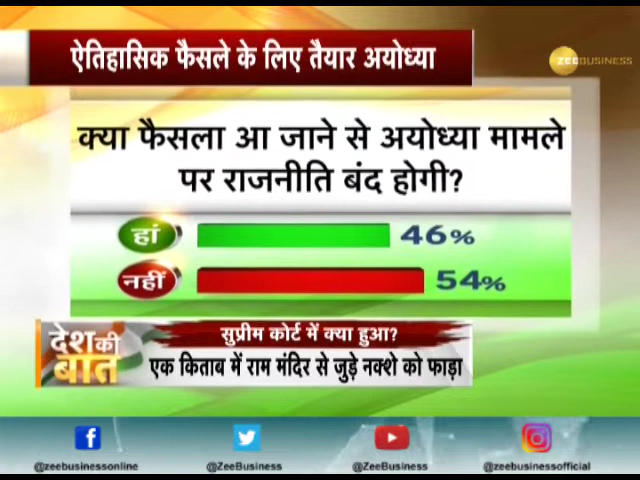 ऐतिहासिक फैसले के लिए तैयार अयोध्या
ZEEBUSINESS
क्या फैसला आ जाने से अयोध्या मामले
पर राजनीति बंद होगी?
हां 46%
नहीं 54%
देश की
बात
सुप्रीम कोर्ट में क्या हुआ?
एक किताब में राम मंदिर से जुड़े नक्शे को फाड़ा
@zeebusinessonline @ZeeBusiness @ZeeBusiness @zeebusinessofficial